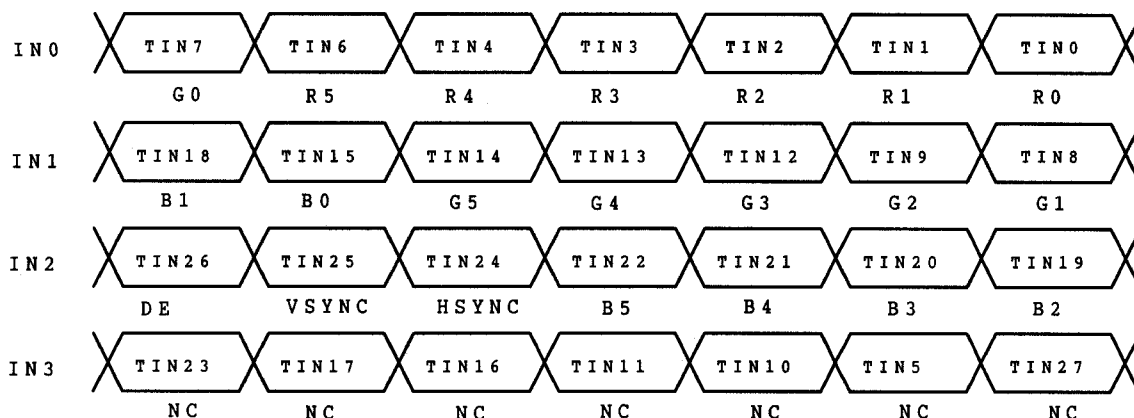 IN0 TIN7 TIN6 TIN4 TIN3 TIN2 TIN1 TIN0
G0 R5 R4 R3 R2 R1 R0
IN1 TIN18 TIN15 TIN14 TIN13 TIN12 TIN9 TIN8
B1 B0 G5 G4 G3 G2 G1
IN2 TIN26 TIN25 TIN24 TIN22 TIN21 TIN20 TIN19
DE VSYNC HSYNC B5 B4 B3 B2
IN3 TIN23 TIN17 TIN16 TIN11 TIN10 TIN5 TIN27
NC NC NC NC NC NC NC